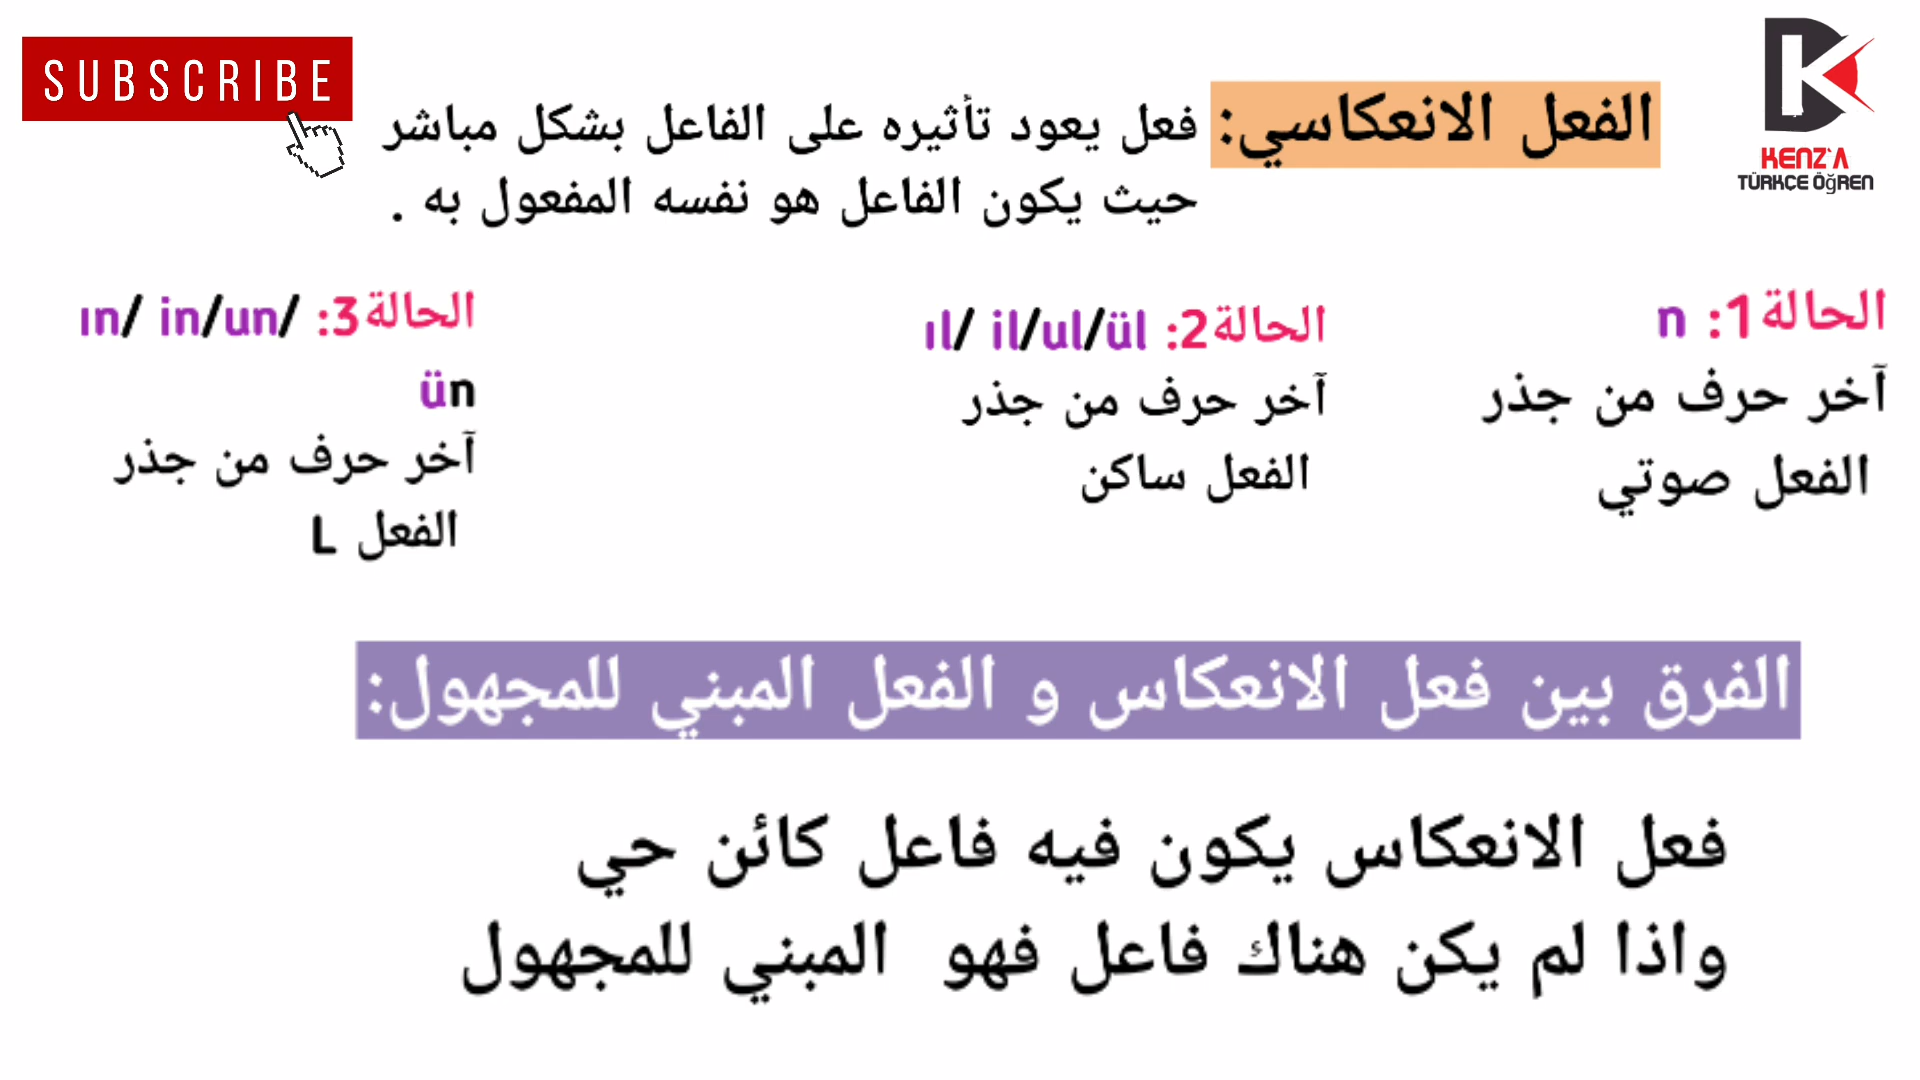 SUBSCRIBE
KENZ'A
TÜRKÇE ÖğREN
الفعل الانعكاسي: فعل يعود تأثيره على الفاعل بشكل مباشر
حيث يكون الفاعل هو نفسه المفعول به .
الحالة1: n
آخر حرف من جذر
الفعل صوتي
الحالة2: ıl/ il/ul/ül
آخر حرف من جذر
الفعل ساكن
الحالة3: ın/ in/un/
ün
آخر حرف من جذر
الفعل L
الفرق بين فعل الانعكاس و الفعل المبني للمجهول:
فعل الانعكاس يكون فيه فاعل كائن حي
واذا لم يكن هناك فاعل فهو المبني للمجهول